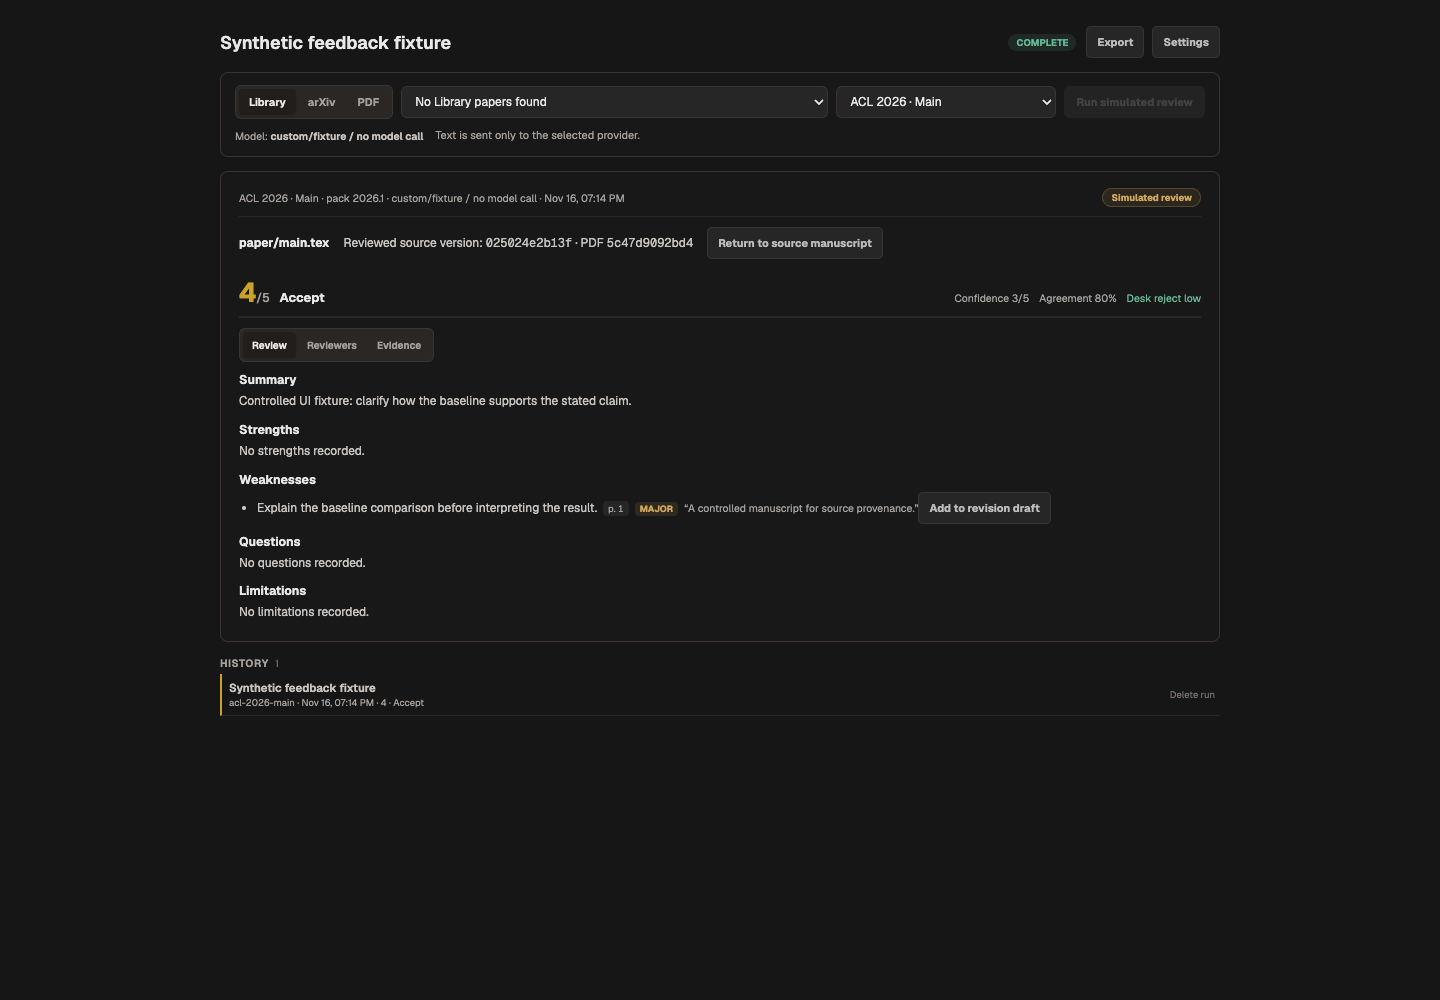 Synthetic feedback fixture
COMPLETE
Export
Settings
Library
arXiv
PDF
No Library papers found
ACL 2026 · Main
Run simulated review
Model: custom/fixture / no model call
Text is sent only to the selected provider.
ACL 2026 · Main · pack 2026.1 · custom/fixture / no model call · Nov 16, 07:14 PM
Simulated review
paper/main.tex
Reviewed source version: 025024e2b13f · PDF 5c47d9092bd4
Return to source manuscript
4/5 Accept
Confidence 3/5
Agreement 80%
Desk reject low
Review
Reviewers
Evidence
Summary
Controlled UI fixture: clarify how the baseline supports the stated claim.
Strengths
No strengths recorded.
Weaknesses
• Explain the baseline comparison before interpreting the result. p. 1 MAJOR “A controlled manuscript for source provenance.” Add to revision draft
Questions
No questions recorded.
Limitations
No limitations recorded.
HISTORY 1
Synthetic feedback fixture
acl-2026-main · Nov 16, 07:14 PM · 4 · Accept
Delete run